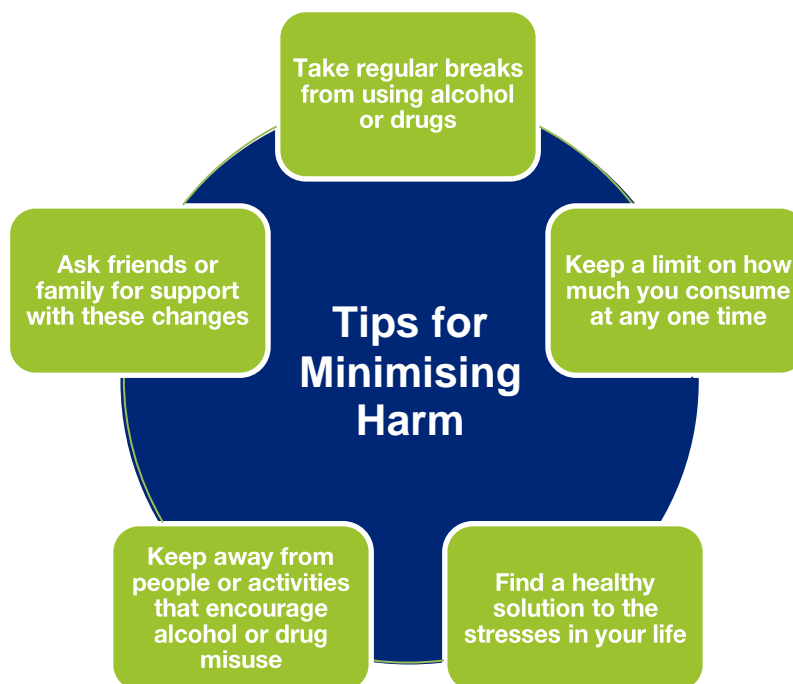 Take regular breaks
from using alcohol
or drugs
Ask friends or
family for support
with these changes
Keep a limit on how
much you consume
at any one time
Tips for
Minimising
Harm
Keep away from
people or activities
that encourage
alcohol or drug
misuse
Find a healthy
solution to the
stresses in your life